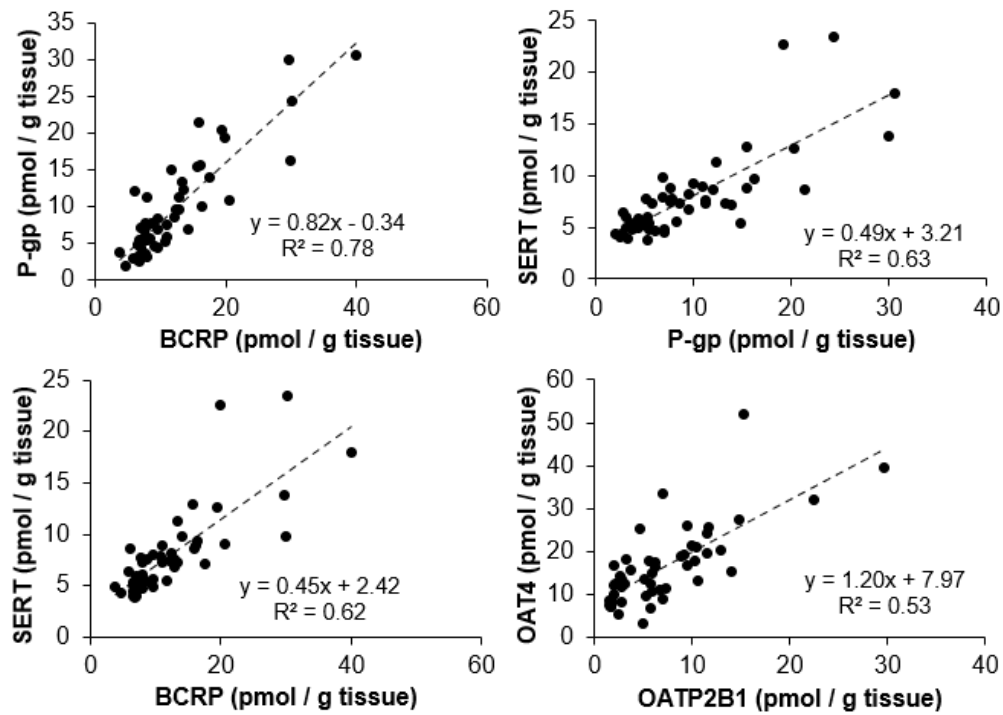 P-gp (pmol / g tissue)
35
30
25
20
15
10
5
0
y = 0.82x - 0.34
R² = 0.78
0 20 40 60
BCRP (pmol / g tissue)
SERT (pmol / g tissue)
25
20
15
10
5
0
y = 0.49x + 3.21
R² = 0.63
0 10 20 30 40
P-gp (pmol / g tissue)
SERT (pmol / g tissue)
25
20
15
10
5
0
y = 0.45x + 2.42
R² = 0.62
0 20 40 60
BCRP (pmol / g tissue)
OAT4 (pmol / g tissue)
60
50
40
30
20
10
0
y = 1.20x + 7.97
R² = 0.53
0 10 20 30 40
OATP2B1 (pmol / g tissue)